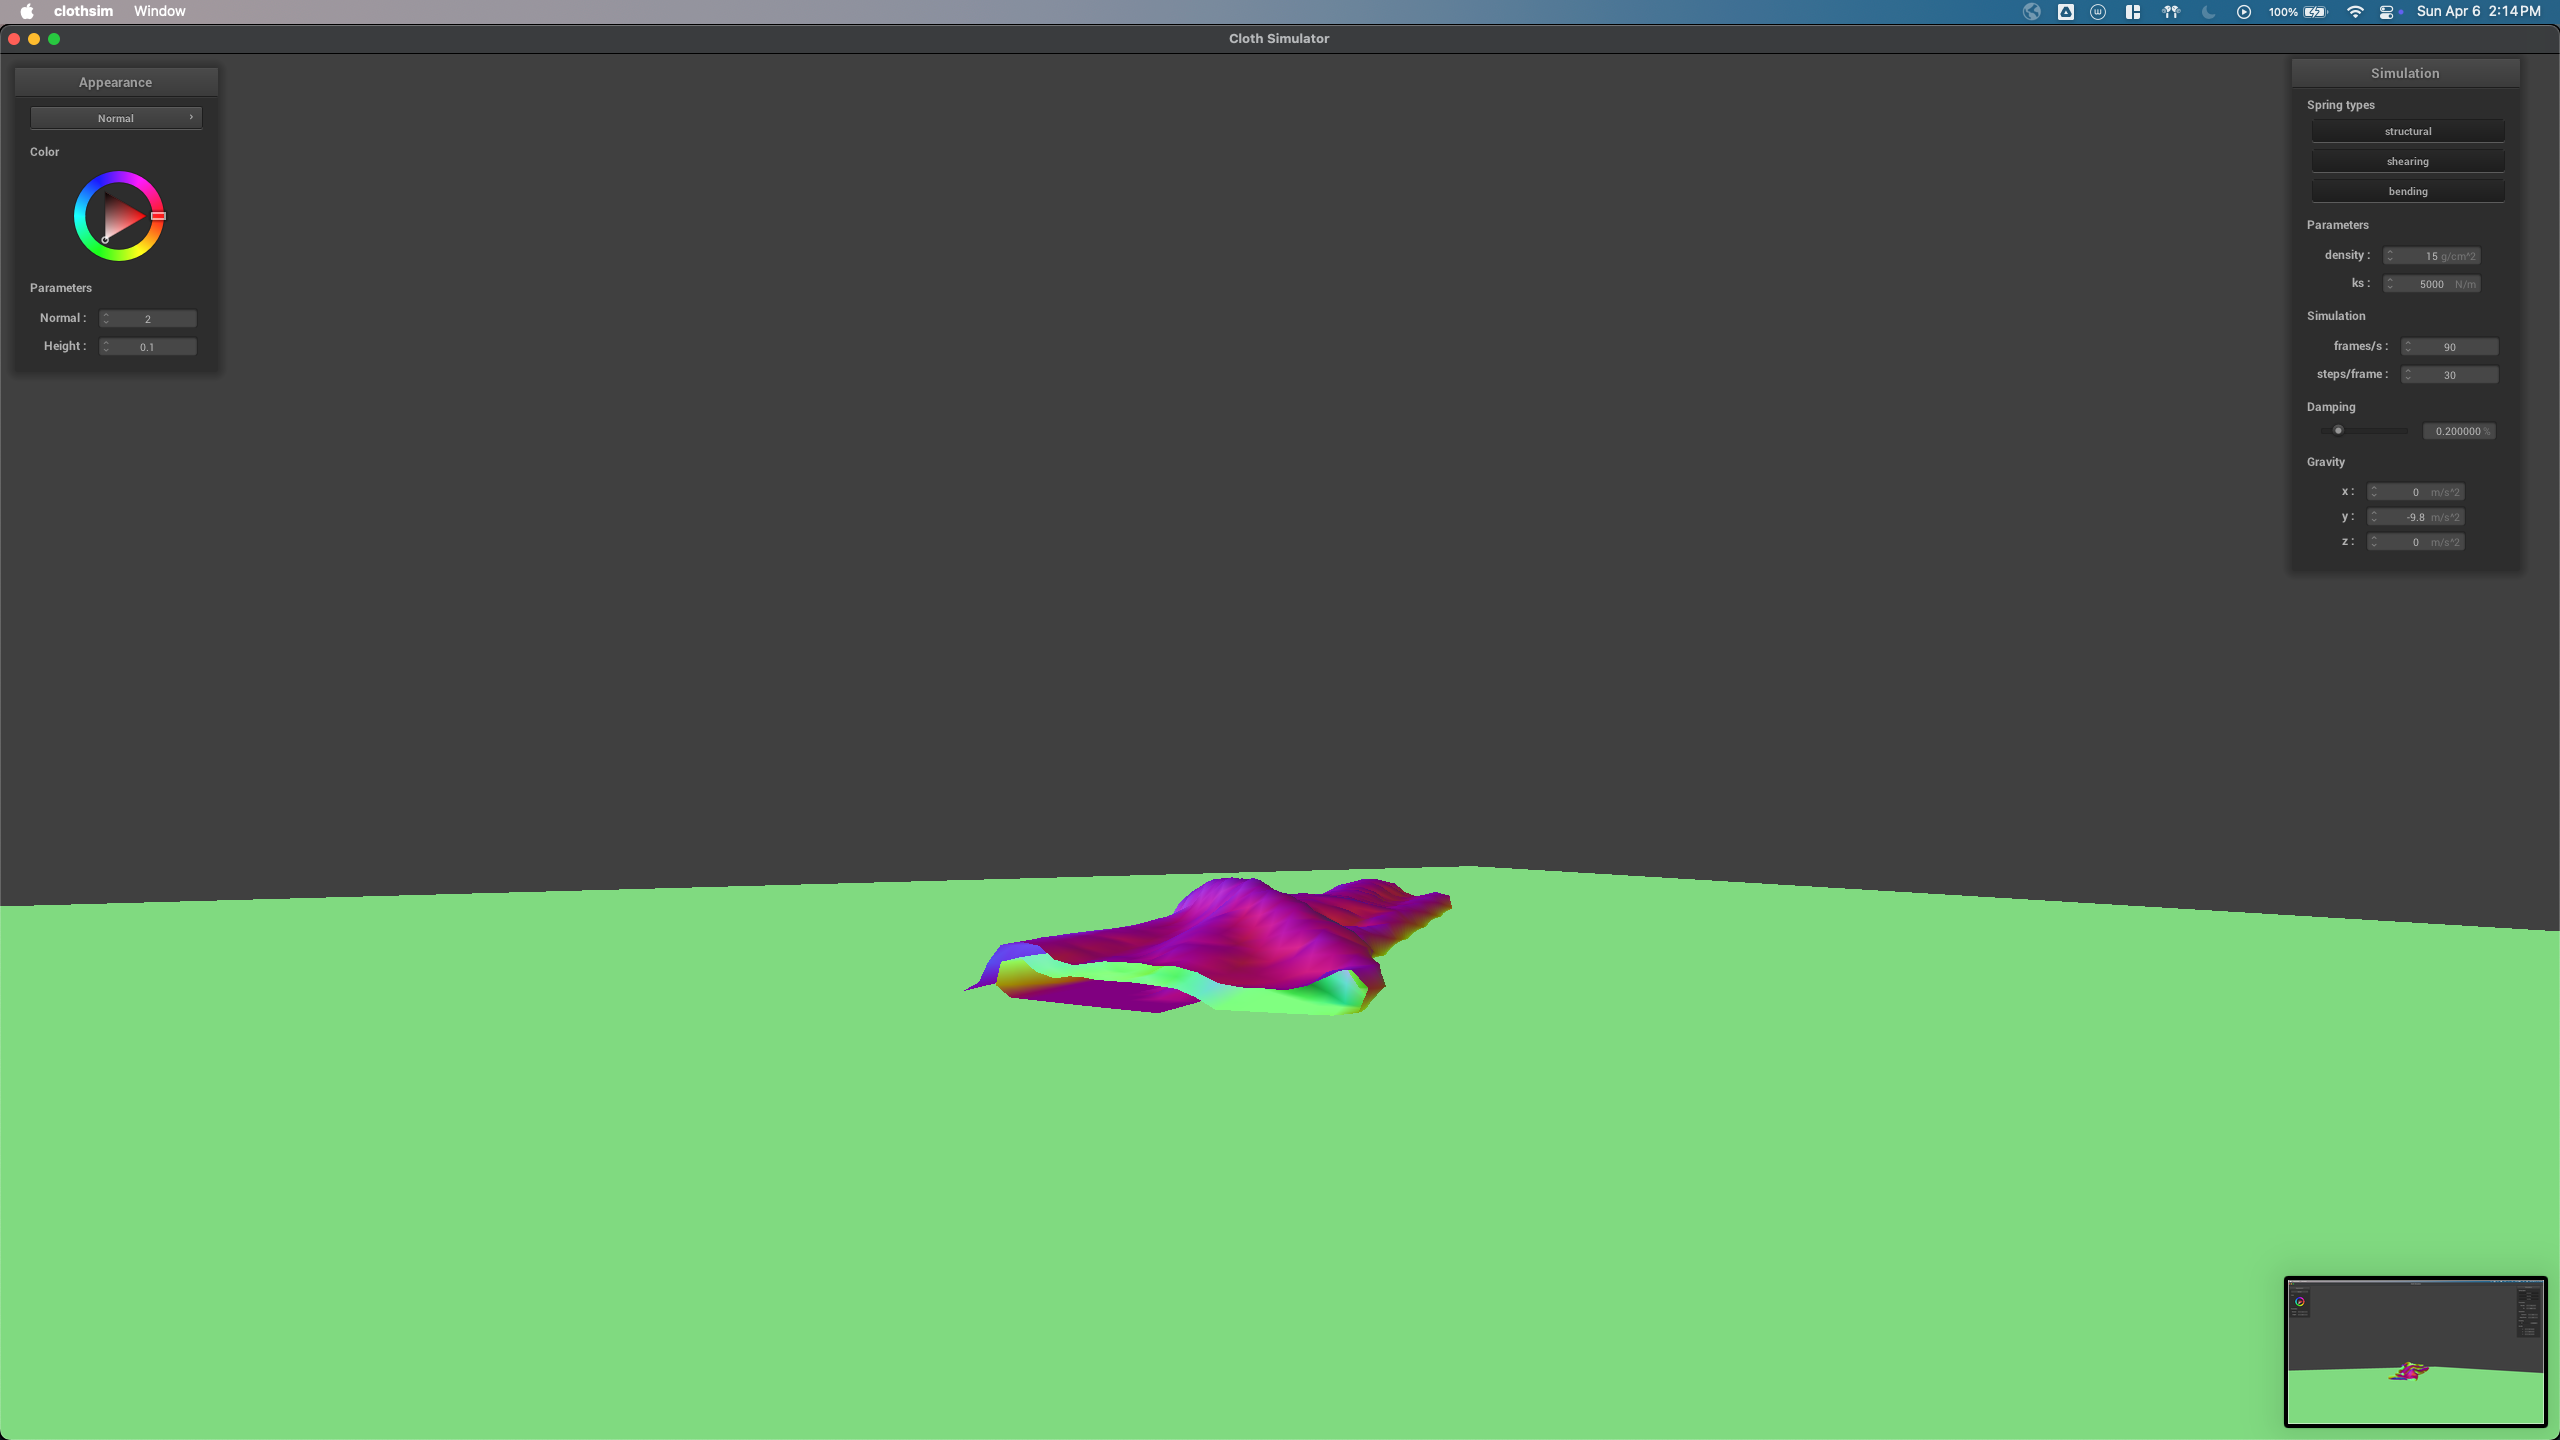 clothsim Window 100% Sun Apr 6 2:14 PM
Cloth Simulator
Appearance
Normal
Color
Parameters
Normal : 2
Height : 0.1
Simulation
Spring types
structural
shearing
bending
Parameters
density : 15 g/cm^2
ks : 5000 N/m
Simulation
frames/s : 90
steps/frame : 30
Damping
0.200000 %
Gravity
x : 0 m/s^2
y : -9.8 m/s^2
z : 0 m/s^2